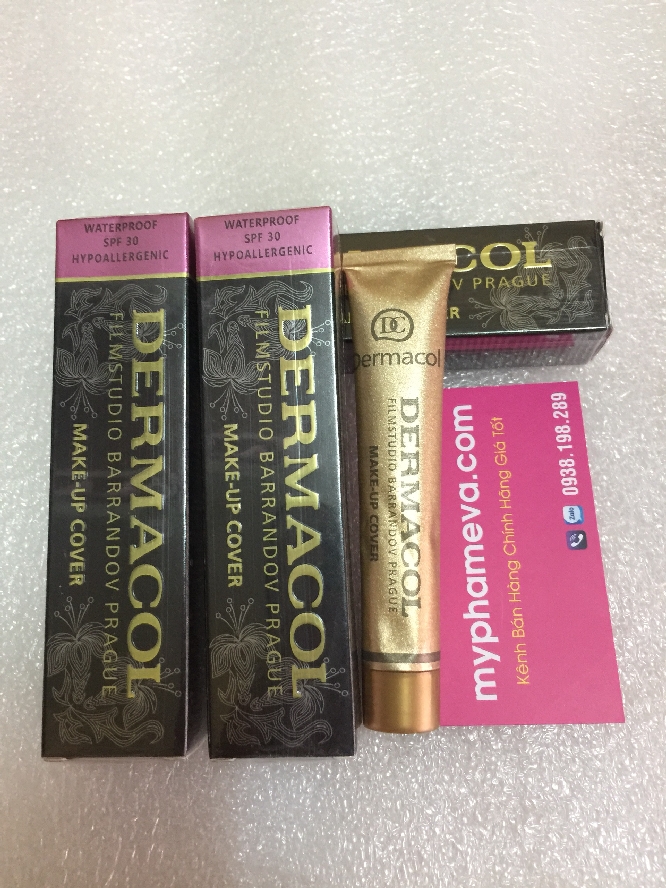 WATERPROOF
SPF 30
HYPOALLERGENIC
DERMACOL
FILMSTUDIO BARRANDOV PRAGUE
MAKE-UP COVER
WATERPROOF
SPF 30
HYPOALLERGENIC
DERMACOL
FILMSTUDIO BARRANDOV PRAGUE
MAKE-UP COVER
COL
V PRAGUE
ER
DC
Dermacol
DERMACOL
FILMSTUDIO BARRANDOV PRAGUE
MAKE-UP COVER
myphameva.com
Kênh Bán Hàng Chính Hãng Giá Tốt
Zalo
0938.198.289